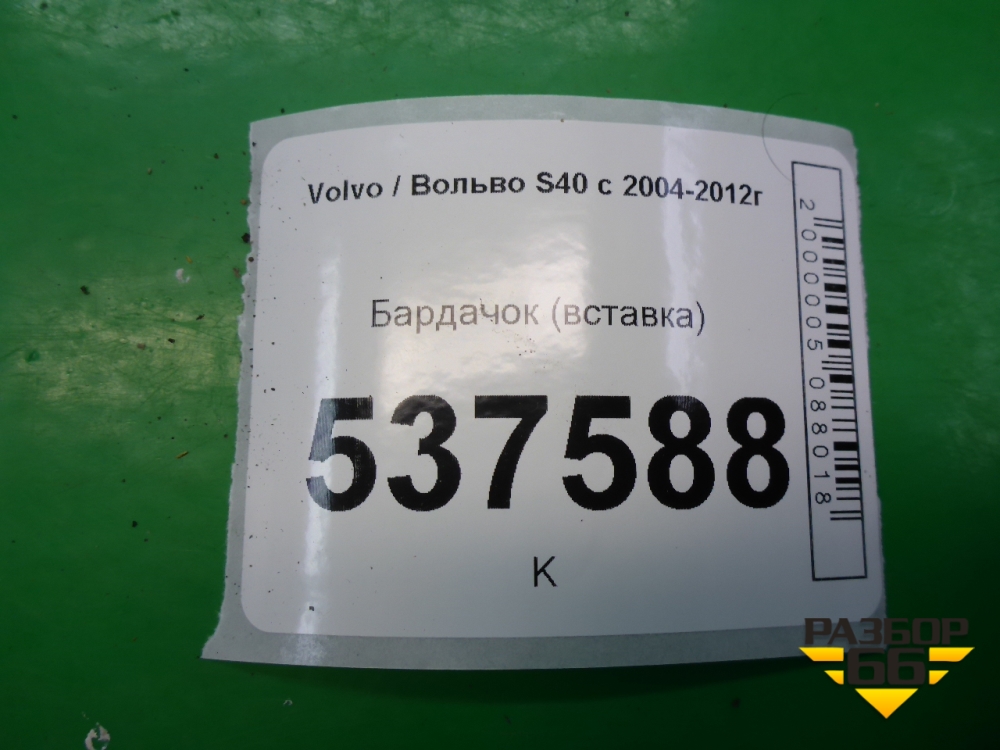 Volvo / Вольво S40 с 2004-2012г
Бардачок (вставка)
537588
К
2000005088018
РАЗБОР
66